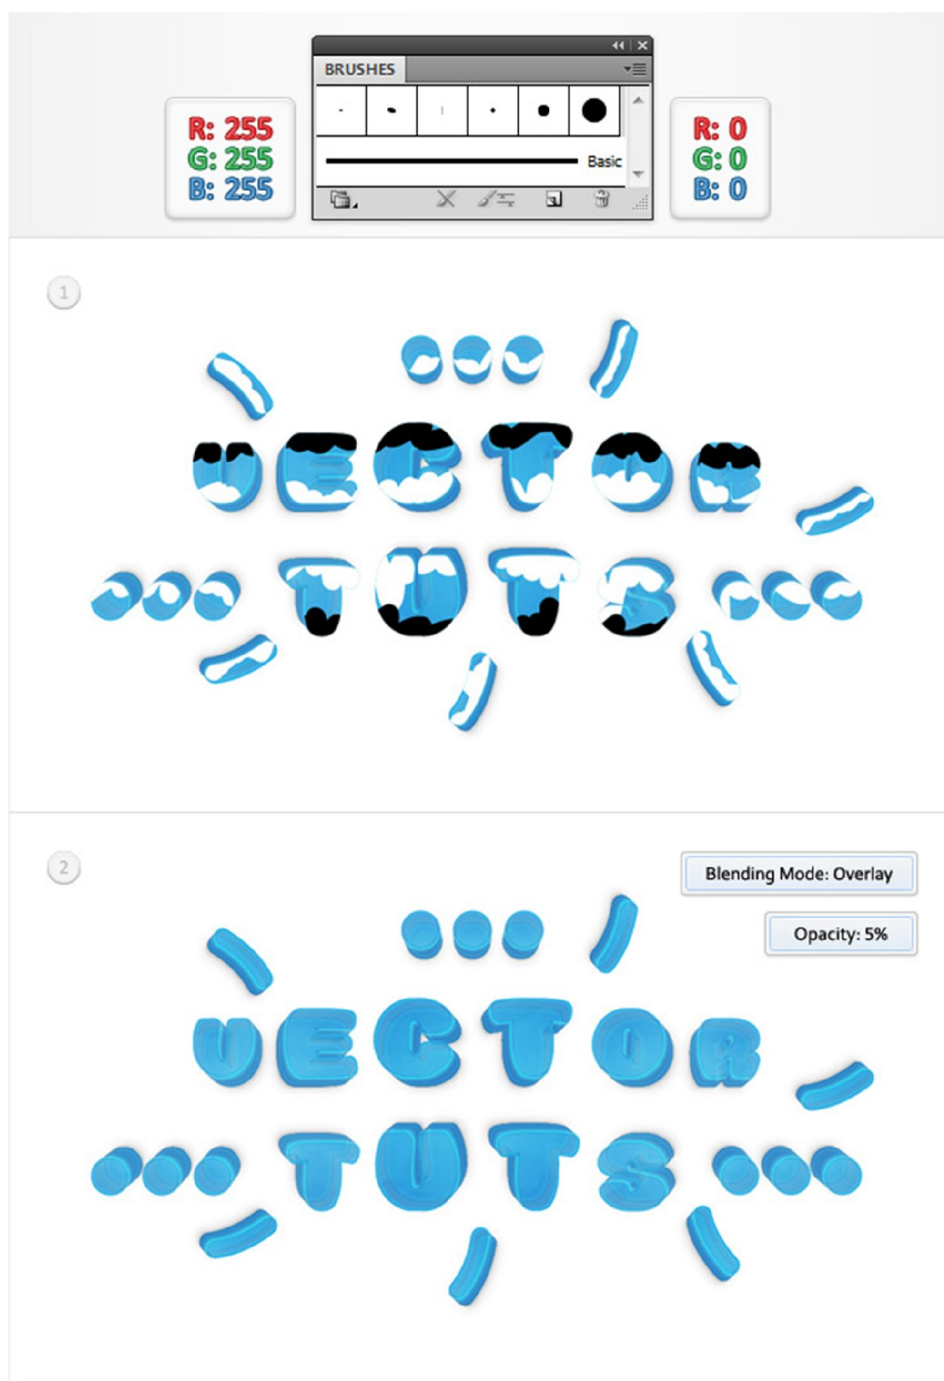 BRUSHES
R: 255
G: 255
B: 255
Basic
R: 0
G: 0
B: 0
1
VECTOR
TUTS
2
Blending Mode: Overlay
Opacity: 5%
VECTOR
TUTS